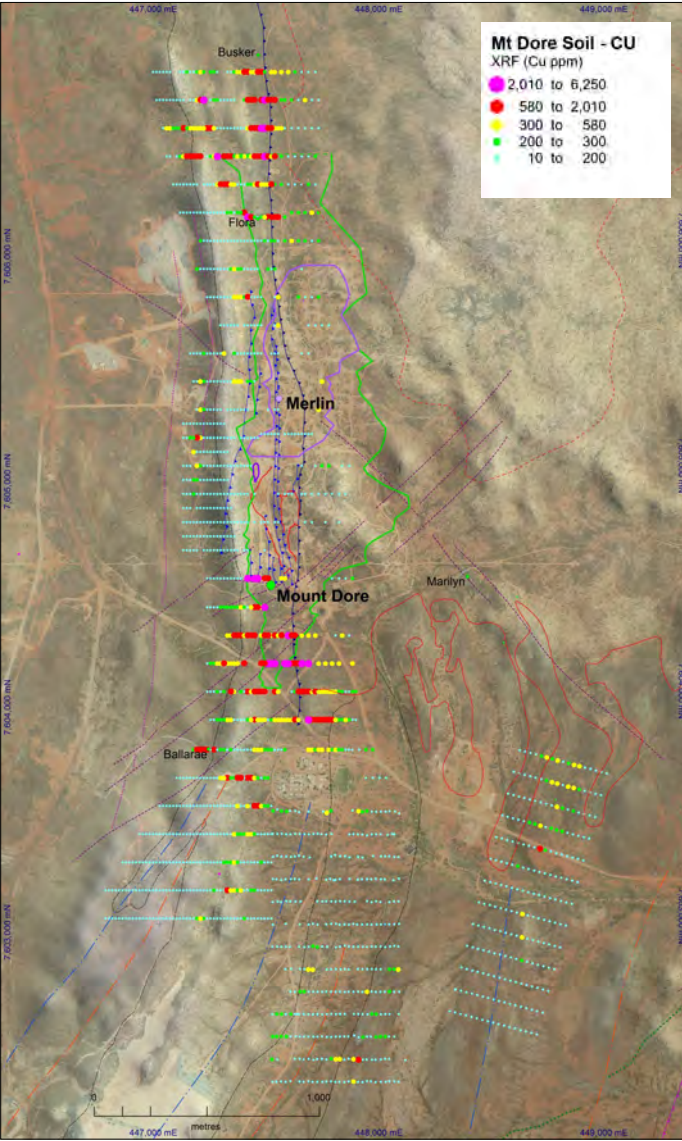 447,000 mE
448,000 mE
449,000 mE
Mt Dore Soil - CU
XRF (Cu ppm)
2,010 to 6,250
580 to 2,010
300 to 580
200 to 300
10 to 200
Busker
Flora
7,606,000 mN
Merlin
7,605,000 mN
Mount Dore
Marilyn
7,604,000 mN
Ballarae
7,603,000 mN
0
1,000
metres
447,000 mE
448,000 mE
449,000 mE